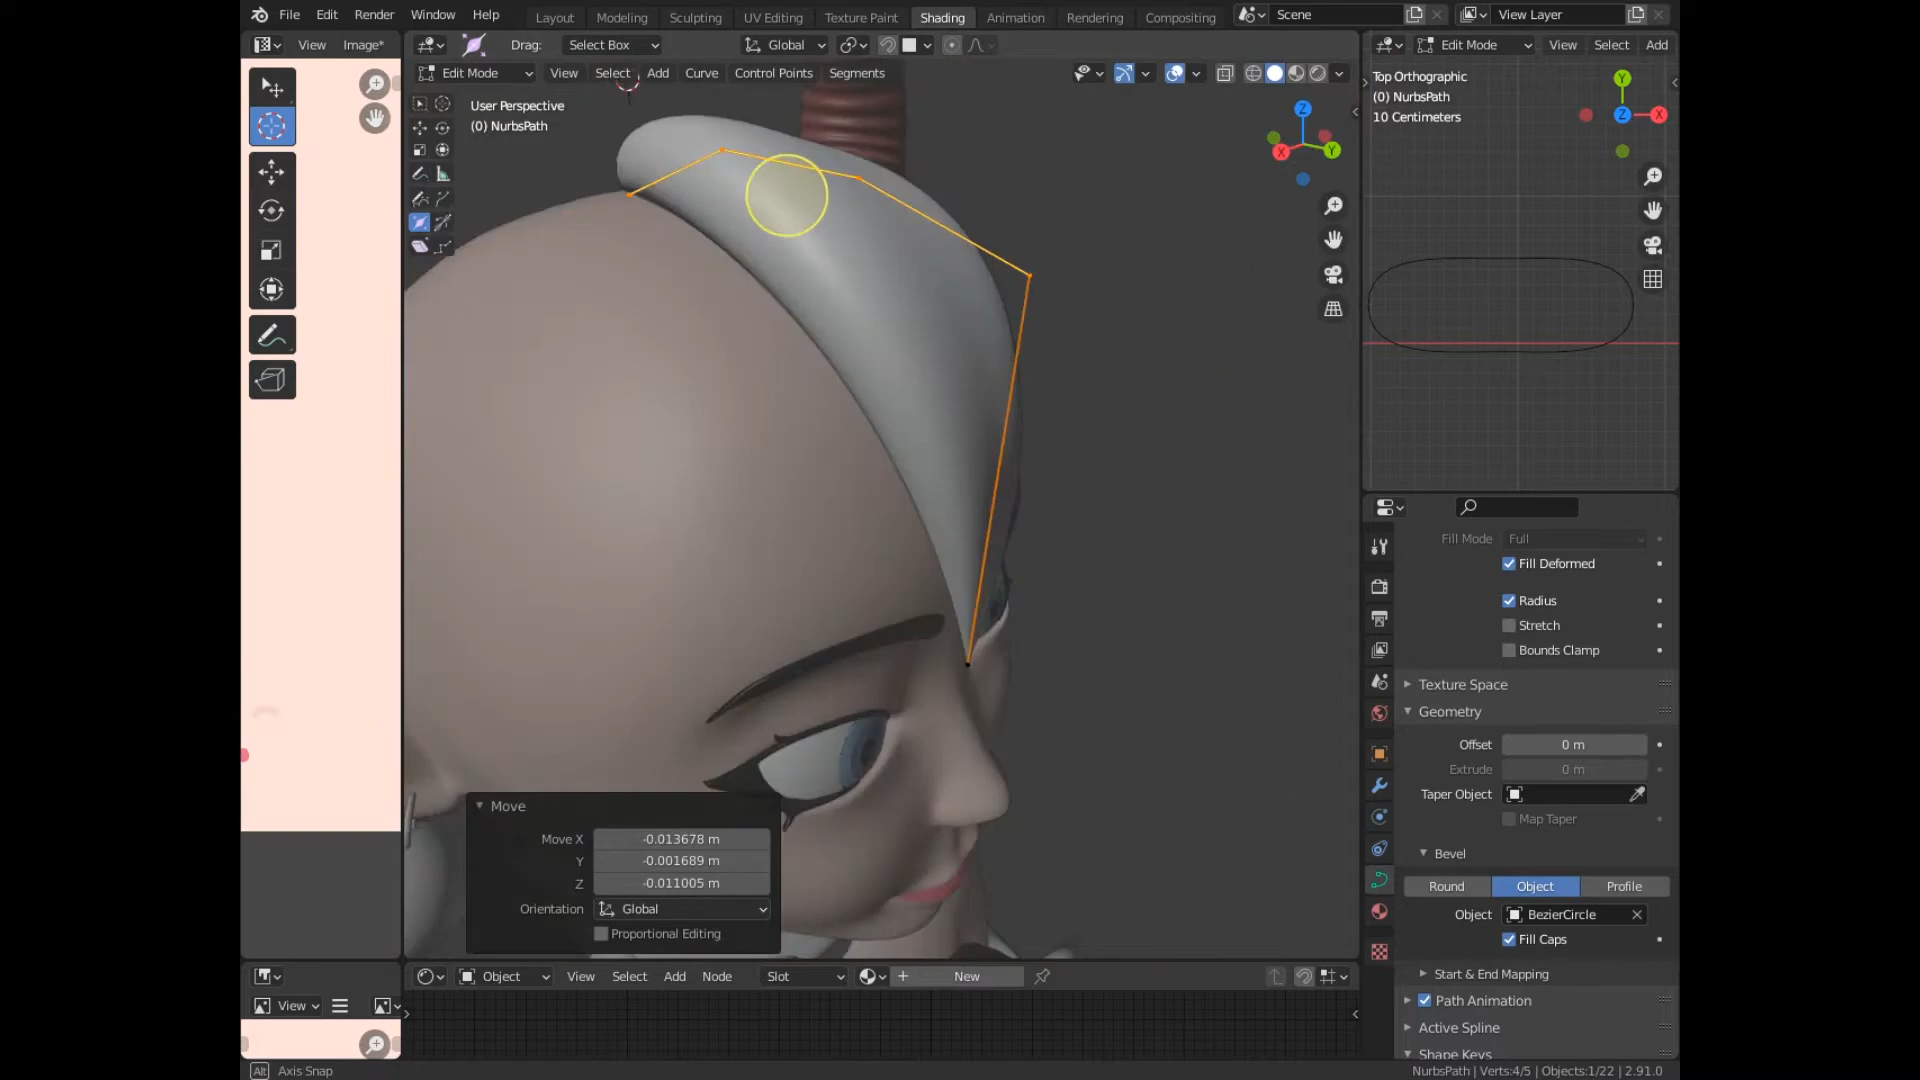 File Edit Render Window Help
Layout Modeling Sculpting UV Editing Texture Paint Shading Animation Rendering Compositing
Scene
View Layer
View Image*
Drag: Select Box
Global
Edit Mode View Select Add Curve Control Points Segments
User Perspective
(0) NurbsPath
Z
X
Y
Edit Mode View Select Add
Top Orthographic
(0) NurbsPath
10 Centimeters
Y
Z
X
Fill Mode Full
Fill Deformed
Radius
Stretch
Bounds Clamp
Texture Space
Geometry
Offset 0 m
Extrude 0 m
Taper Object
Map Taper
Bevel
Round Object Profile
Object BezierCircle
Fill Caps
Start & End Mapping
Path Animation
Active Spline
Shape Keys
Move
Move X -0.013678 m
Y -0.001689 m
Z -0.011005 m
Orientation Global
Proportional Editing
Object View Select Add Node Slot New
View
Alt Axis Snap
NurbsPath | Verts:4/5 | Objects:1/22 | 2.91.0